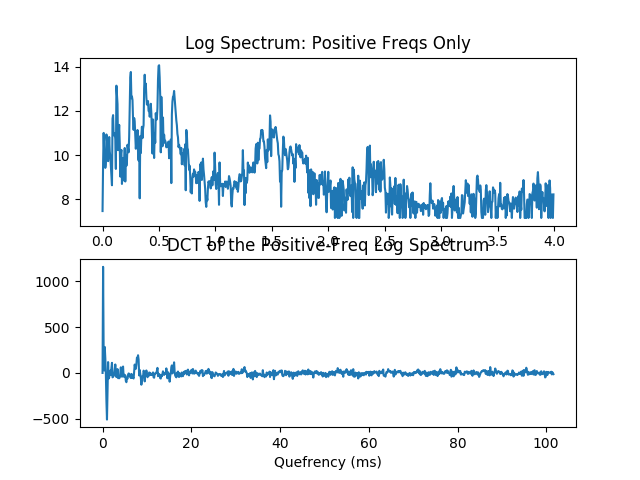 Log Spectrum: Positive Freqs Only
14
12
10
8
0.0 0.5 1.0 1.5 2.0 2.5 3.0 3.5 4.0
DCT of the Positive-Freq Log Spectrum
1000
500
0
−500
0 20 40 60 80 100
Quefrency (ms)